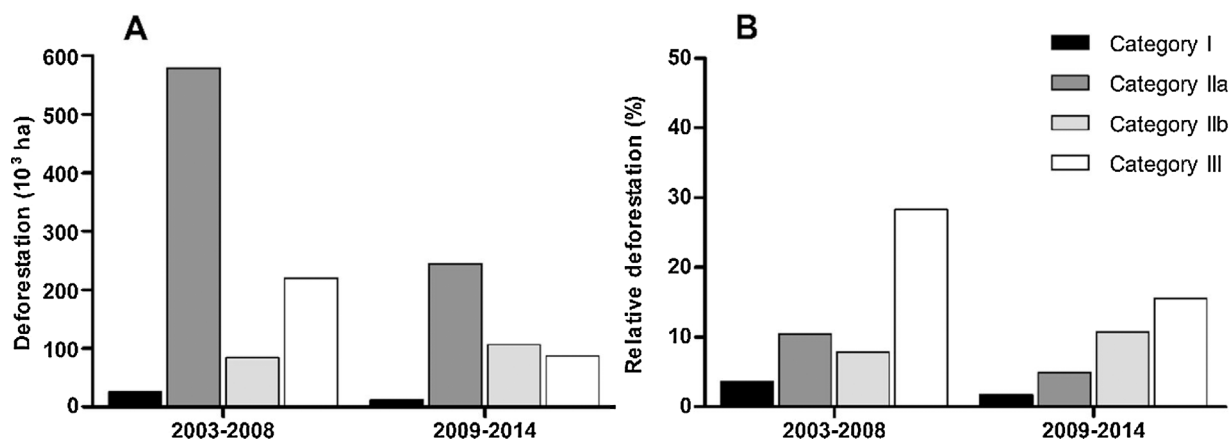 A
Deforestation (10³ ha)
600
500
400
300
200
100
0
2003-2008
2009-2014
B
Relative deforestation (%)
50
40
30
20
10
0
2003-2008
2009-2014
Category I
Category IIa
Category IIb
Category III